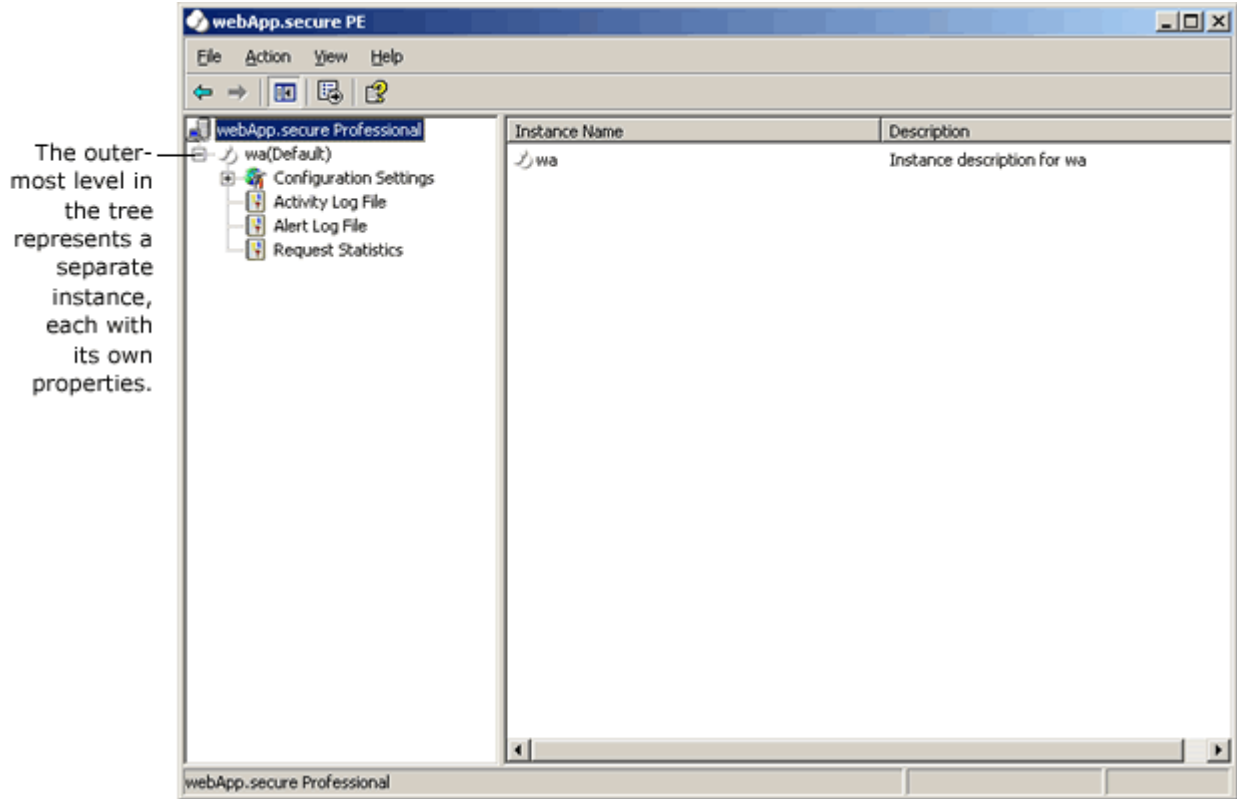 webApp.secure PE
File Action View Help
webApp.secure Professional
wa(Default)
Configuration Settings
Activity Log File
Alert Log File
Request Statistics
Instance Name Description
wa Instance description for wa
The outer-
most level in
the tree
represents a
separate
instance,
each with
its own
properties.
webApp.secure Professional